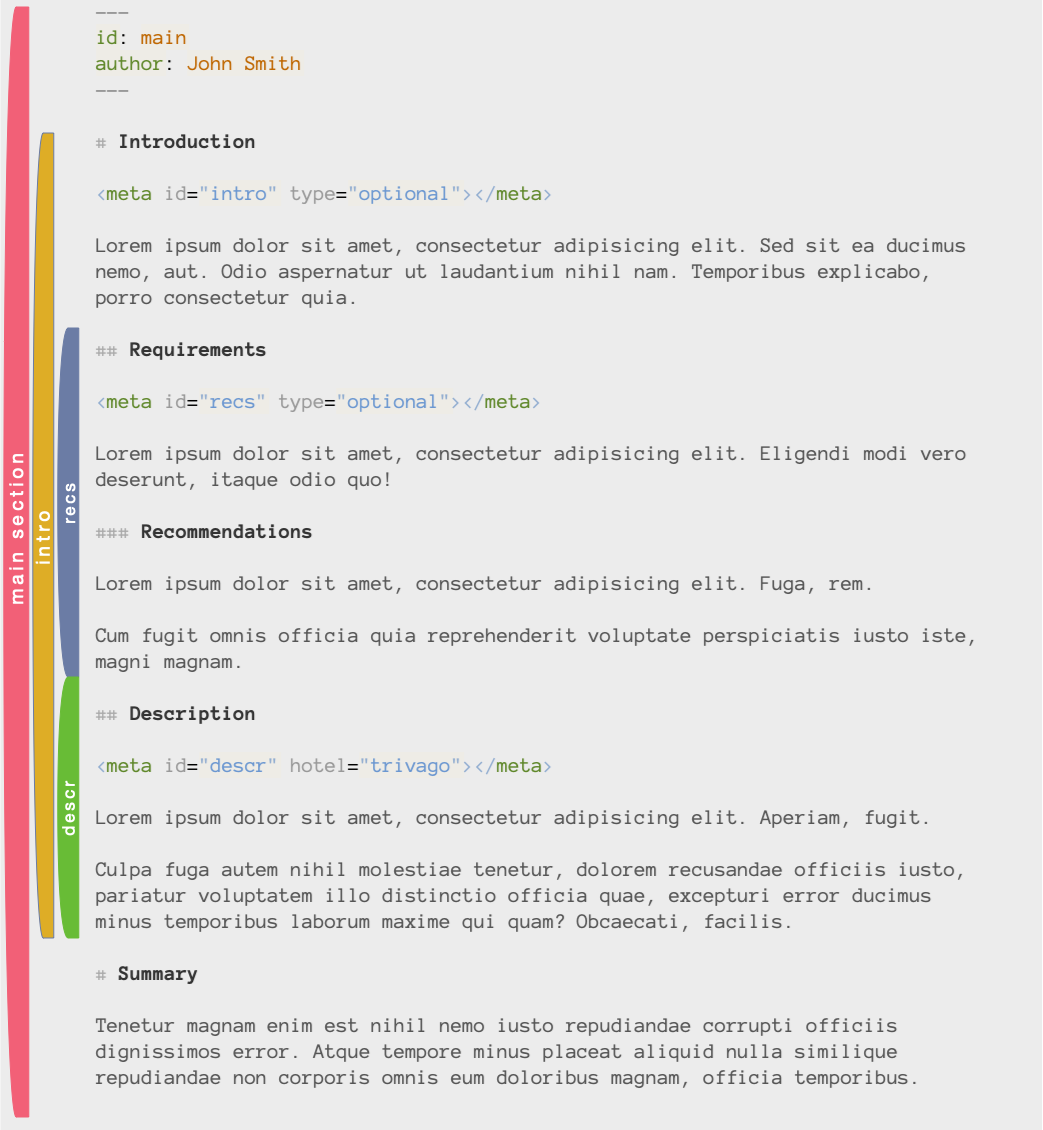 ---
id: main
author: John Smith
---
# Introduction
<meta id="intro" type="optional"></meta>
Lorem ipsum dolor sit amet, consectetur adipisicing elit. Sed sit ea ducimus
nemo, aut. Odio aspernatur ut laudantium nihil nam. Temporibus explicabo,
porro consectetur quia.
## Requirements
<meta id="recs" type="optional"></meta>
Lorem ipsum dolor sit amet, consectetur adipisicing elit. Eligendi modi vero
deserunt, itaque odio quo!
### Recommendations
Lorem ipsum dolor sit amet, consectetur adipisicing elit. Fuga, rem.
Cum fugit omnis officia quia reprehenderit voluptate perspiciatis iusto iste,
magni magnam.
## Description
<meta id="descr" hotel="trivago"></meta>
Lorem ipsum dolor sit amet, consectetur adipisicing elit. Aperiam, fugit.
Culpa fuga autem nihil molestiae tenetur, dolorem recusandae officiis iusto,
pariatur voluptatem illo distinctio officia quae, excepturi error ducimus
minus temporibus laborum maxime qui quam? Obcaecati, facilis.
# Summary
Tenetur magnam enim est nihil nemo iusto repudiandae corrupti officiis
dignissimos error. Atque tempore minus placeat aliquid nulla similique
repudiandae non corporis omnis eum doloribus magnam, officia temporibus.
main section
intro
recs
descr